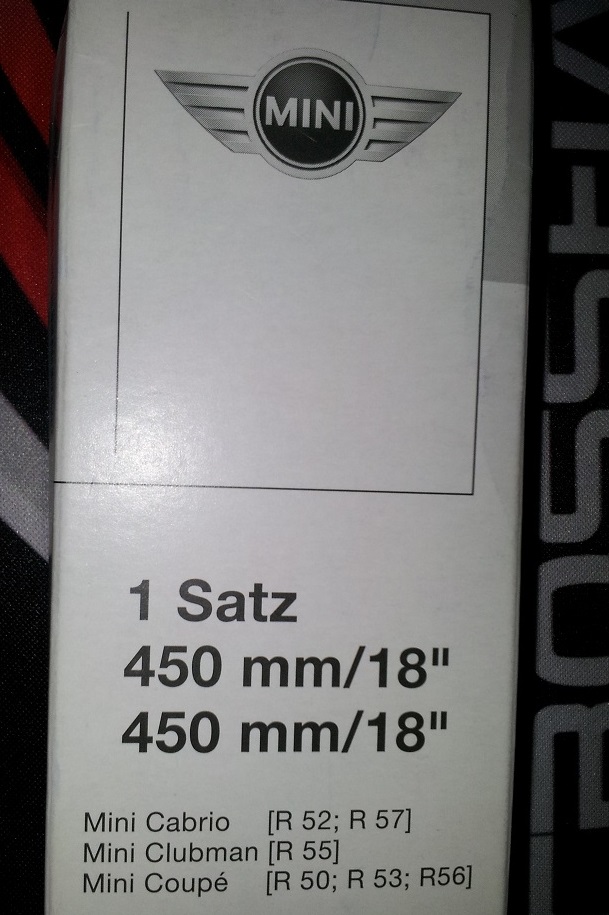 MINI
1 Satz
450 mm/18"
450 mm/18"
Mini Cabrio [R 52; R 57]
Mini Clubman [R 55]
Mini Coupé [R 50; R 53; R56]